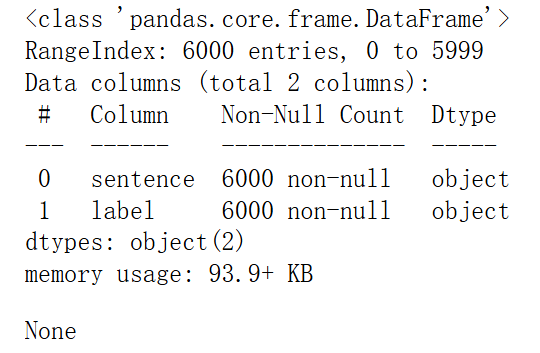 <class 'pandas.core.frame.DataFrame'>
RangeIndex: 6000 entries, 0 to 5999
Data columns (total 2 columns):
 #   Column    Non-Null Count  Dtype
---  ------    --------------  -----
 0   sentence  6000 non-null   object
 1   label     6000 non-null   object
dtypes: object(2)
memory usage: 93.9+ KB
None